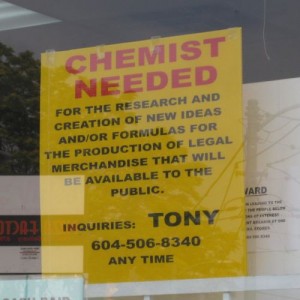 CHEMIST
NEEDED
FOR THE RESEARCH AND
CREATION OF NEW IDEAS
AND/OR FORMULAS FOR
THE PRODUCTION OF LEGAL
MERCHANDISE THAT WILL
BE AVAILABLE TO THE
PUBLIC.
INQUIRIES: TONY
604-506-8340
ANY TIME